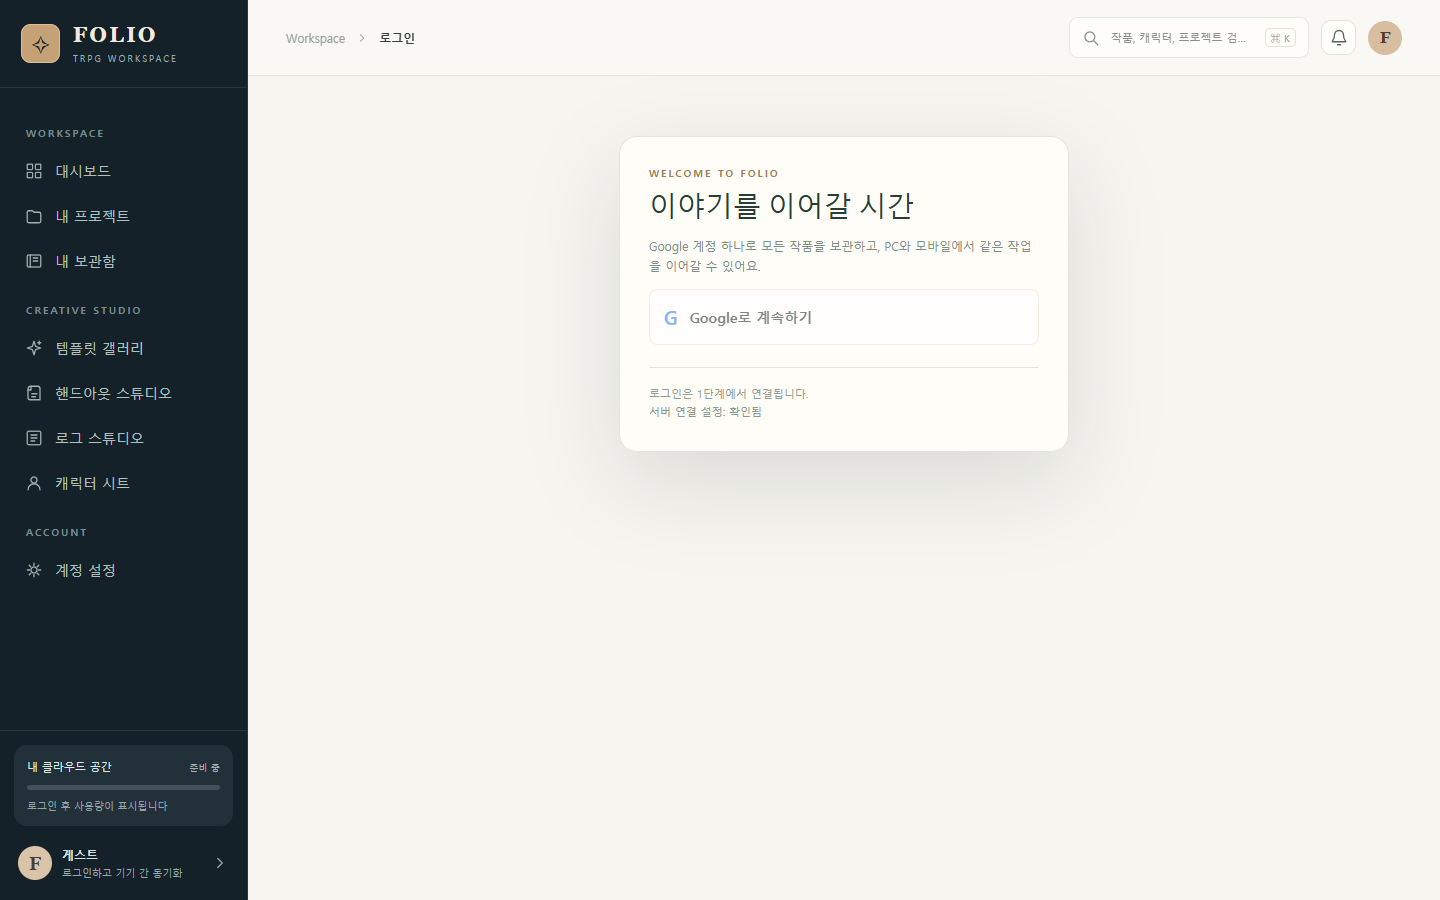 FOLIO
TRPG WORKSPACE
WORKSPACE
대시보드
내 프로젝트
내 보관함
CREATIVE STUDIO
템플릿 갤러리
핸드아웃 스튜디오
로그 스튜디오
캐릭터 시트
ACCOUNT
계정 설정
내 클라우드 공간 준비 중
로그인 후 사용량이 표시됩니다
F
게스트
로그인하고 기기 간 동기화
Workspace > 로그인
작품, 캐릭터, 프로젝트 검... ⌘ K
F
WELCOME TO FOLIO
이야기를 이어갈 시간
Google 계정 하나로 모든 작품을 보관하고, PC와 모바일에서 같은 작업
을 이어갈 수 있어요.
G Google로 계속하기
로그인은 1단계에서 연결됩니다.
서버 연결 설정: 확인됨